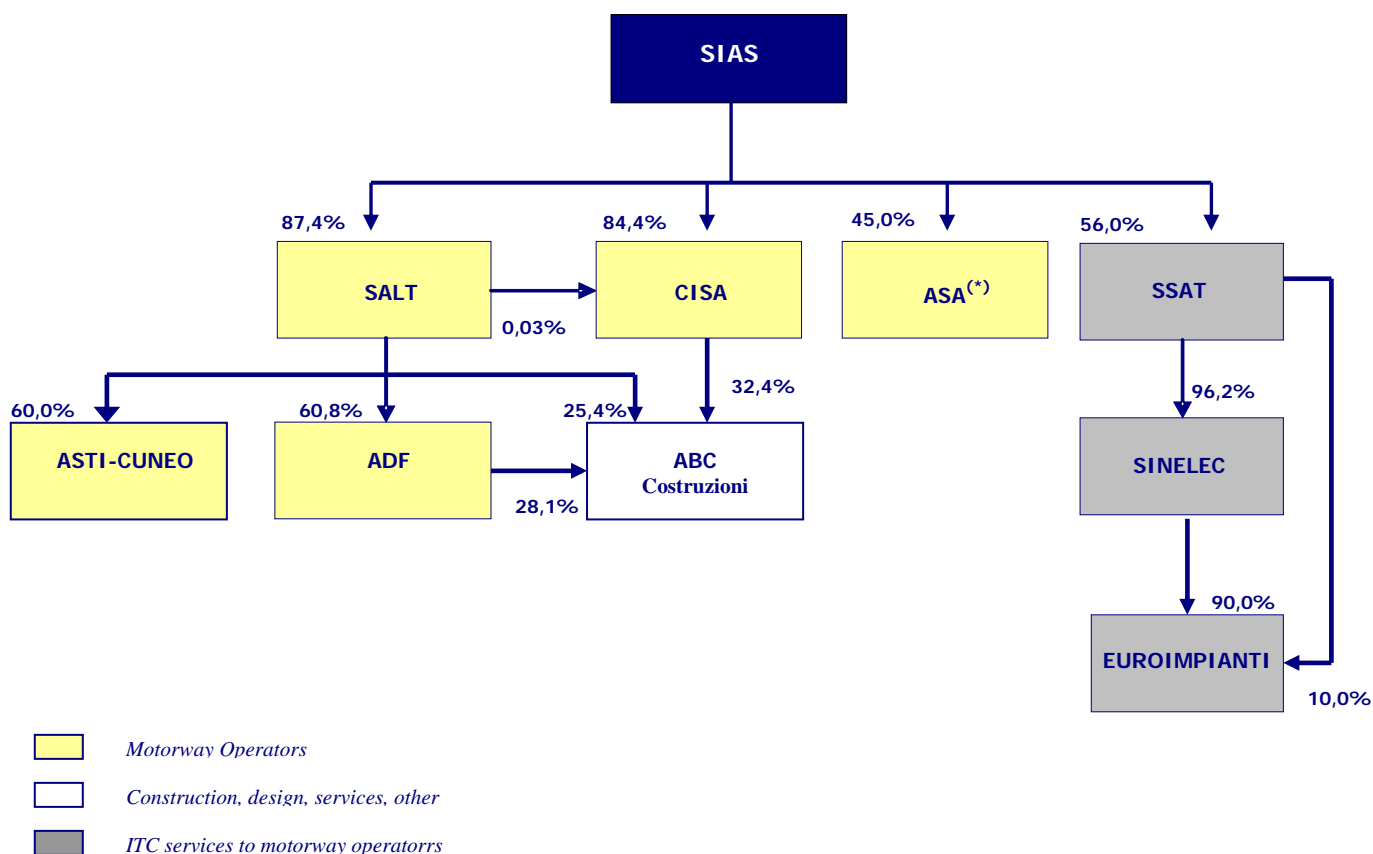 SIAS
87,4%
84,4%
45,0%
56,0%
SALT
CISA
ASA(*)
SSAT
0,03%
32,4%
96,2%
60,0%
60,8%
25,4%
ASTI-CUNEO
ADF
ABC
Costruzioni
SINELEC
28,1%
90,0%
EUROIMPIANTI
10,0%
Motorway Operators
Construction, design, services, other
ITC services to motorway operatorrs